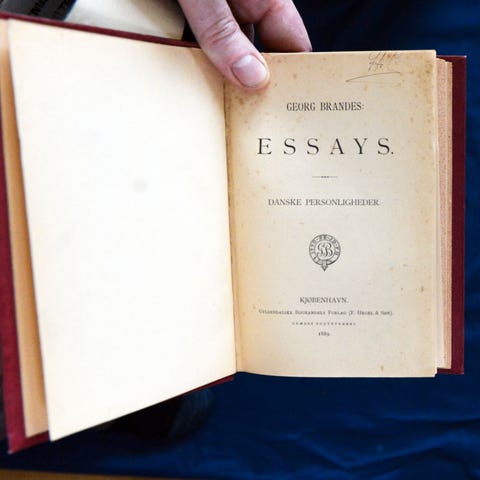 GEORG BRANDES:
ESSAYS.
DANSKE PERSONLIGHEDER.
KJØBENHAVN.
GYLDENDALSKE BOGHANDELS FORLAG (F. HEGEL & SØN).
1889.